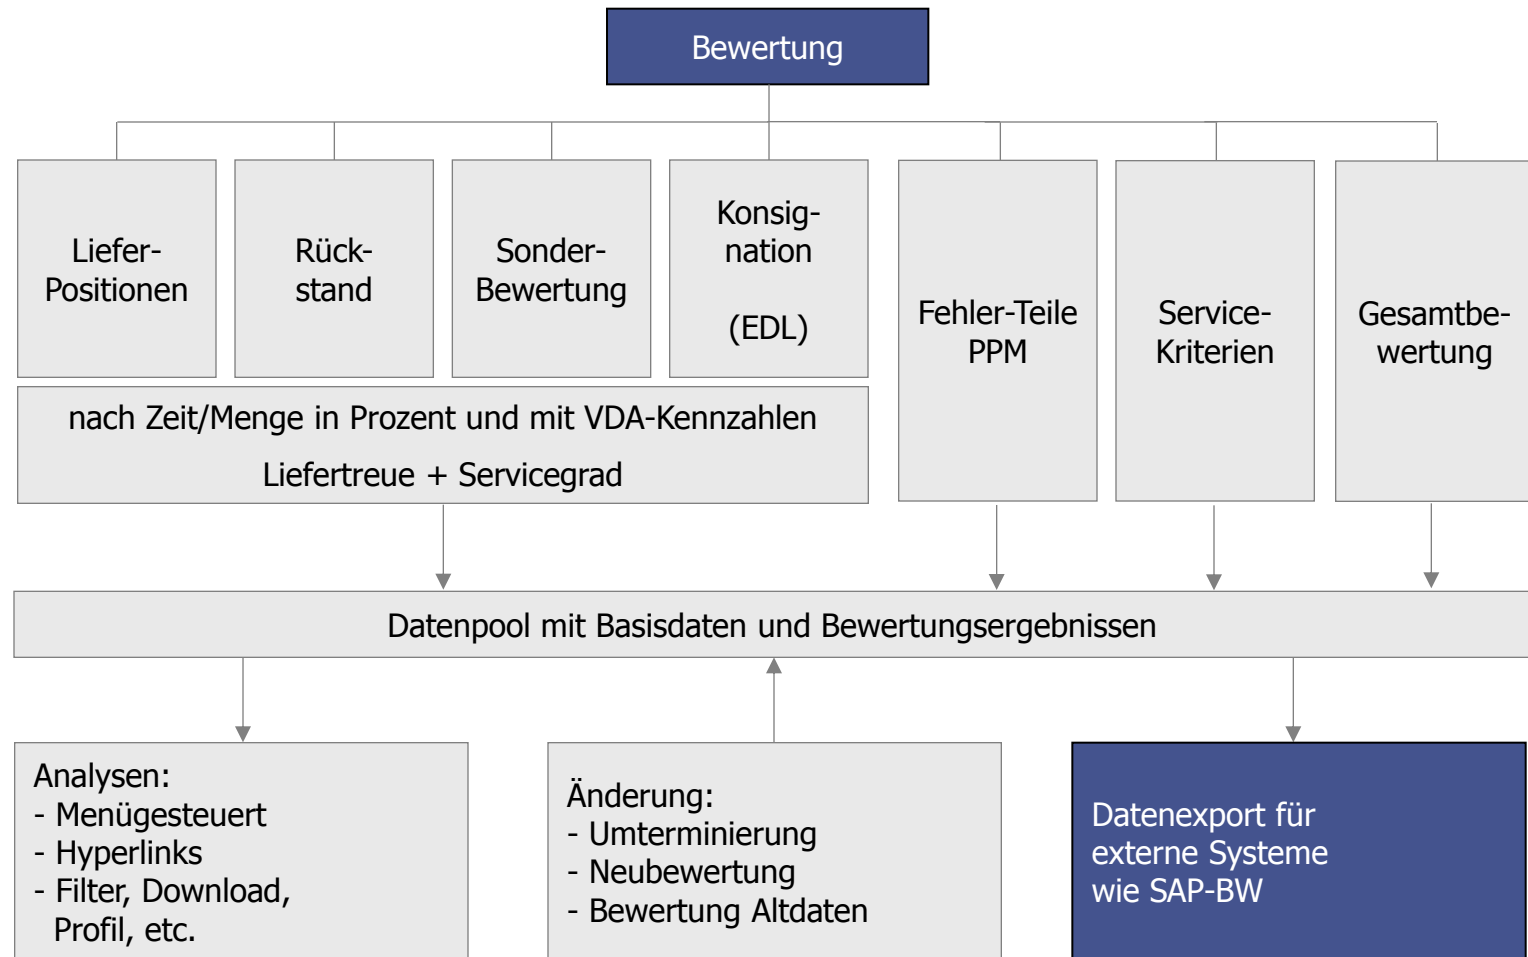 Bewertung
Liefer-
Positionen
Rück-
stand
Sonder-
Bewertung
Konsig-
nation
(EDL)
Fehler-Teile
PPM
Service-
Kriterien
Gesamtbe-
wertung
nach Zeit/Menge in Prozent und mit VDA-Kennzahlen
Liefertreue + Servicegrad
Datenpool mit Basisdaten und Bewertungsergebnissen
Analysen:
- Menügesteuert
- Hyperlinks
- Filter, Download,
Profil, etc.
Änderung:
- Umterminierung
- Neubewertung
- Bewertung Altdaten
Datenexport für
externe Systeme
wie SAP-BW